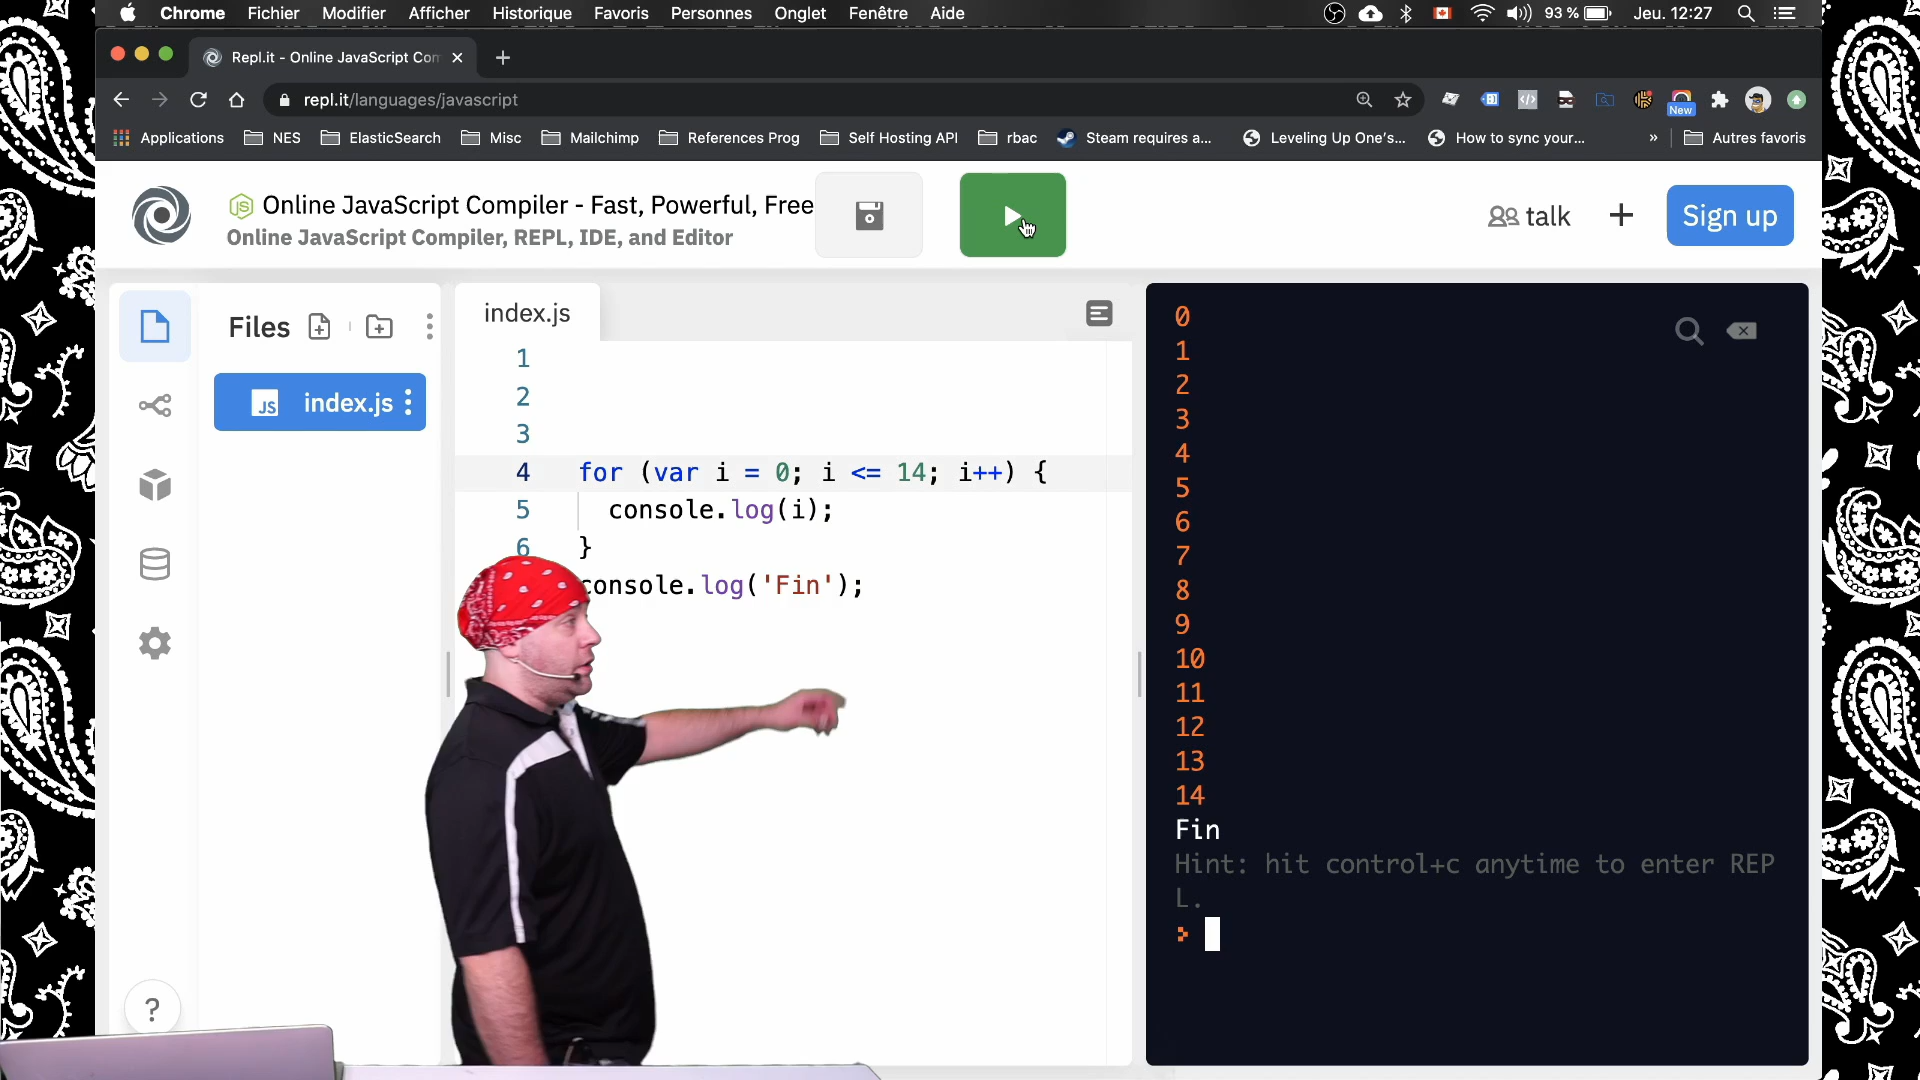 Chrome Fichier Modifier Afficher Historique Favoris Personnes Onglet Fenêtre Aide 93 % Jeu. 12:27
Repl.it - Online JavaScript Com
repl.it/languages/javascript
New
Applications NES ElasticSearch Misc Mailchimp References Prog Self Hosting API rbac Steam requires a... Leveling Up One's... How to sync your... » Autres favoris
JS Online JavaScript Compiler - Fast, Powerful, Free
Online JavaScript Compiler, REPL, IDE, and Editor
talk + Sign up
Files
JS index.js
index.js
1
2
3
4 for (var i = 0; i <= 14; i++) {
5 console.log(i);
6 }
console.log('Fin');
?
0
1
2
3
4
5
6
7
8
9
10
11
12
13
14
Fin
Hint: hit control+c anytime to enter REP
L.
>